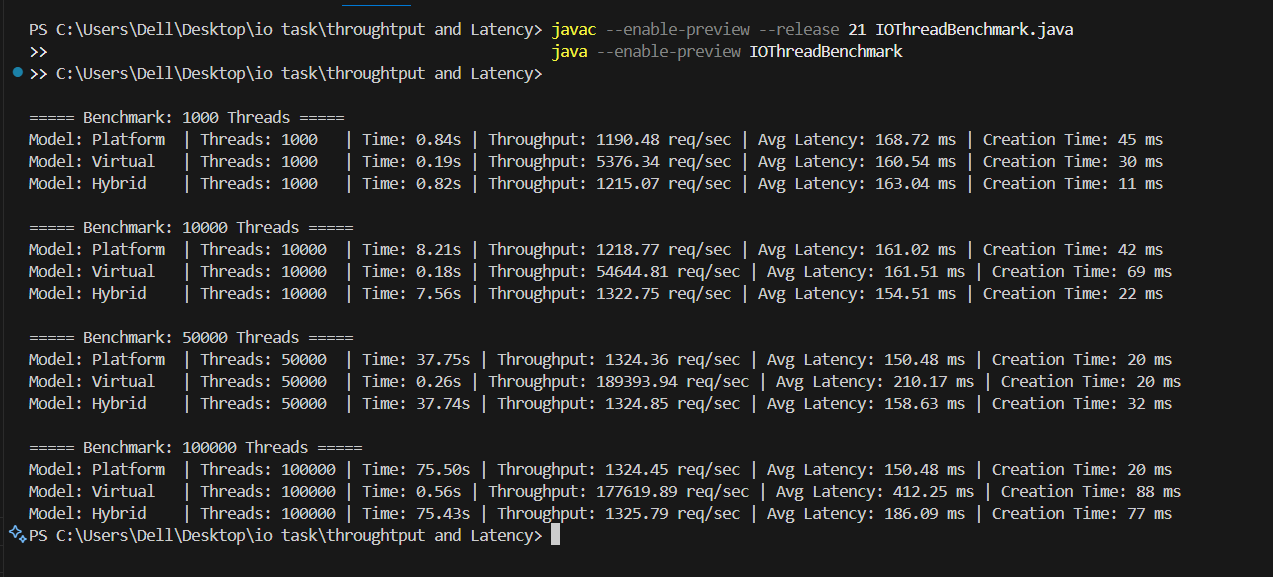 PS C:\Users\Dell\Desktop\io task\throughtput and Latency> javac --enable-preview --release 21 IOThreadBenchmark.java
>> java --enable-preview IOThreadBenchmark
>> C:\Users\Dell\Desktop\io task\throughtput and Latency>
===== Benchmark: 1000 Threads =====
Model: Platform | Threads: 1000 | Time: 0.84s | Throughput: 1190.48 req/sec | Avg Latency: 168.72 ms | Creation Time: 45 ms
Model: Virtual | Threads: 1000 | Time: 0.19s | Throughput: 5376.34 req/sec | Avg Latency: 160.54 ms | Creation Time: 30 ms
Model: Hybrid | Threads: 1000 | Time: 0.82s | Throughput: 1215.07 req/sec | Avg Latency: 163.04 ms | Creation Time: 11 ms
===== Benchmark: 10000 Threads =====
Model: Platform | Threads: 10000 | Time: 8.21s | Throughput: 1218.77 req/sec | Avg Latency: 161.02 ms | Creation Time: 42 ms
Model: Virtual | Threads: 10000 | Time: 0.18s | Throughput: 54644.81 req/sec | Avg Latency: 161.51 ms | Creation Time: 69 ms
Model: Hybrid | Threads: 10000 | Time: 7.56s | Throughput: 1322.75 req/sec | Avg Latency: 154.51 ms | Creation Time: 22 ms
===== Benchmark: 50000 Threads =====
Model: Platform | Threads: 50000 | Time: 37.75s | Throughput: 1324.36 req/sec | Avg Latency: 150.48 ms | Creation Time: 20 ms
Model: Virtual | Threads: 50000 | Time: 0.26s | Throughput: 189393.94 req/sec | Avg Latency: 210.17 ms | Creation Time: 20 ms
Model: Hybrid | Threads: 50000 | Time: 37.74s | Throughput: 1324.85 req/sec | Avg Latency: 158.63 ms | Creation Time: 32 ms
===== Benchmark: 100000 Threads =====
Model: Platform | Threads: 100000 | Time: 75.50s | Throughput: 1324.45 req/sec | Avg Latency: 150.48 ms | Creation Time: 20 ms
Model: Virtual | Threads: 100000 | Time: 0.56s | Throughput: 177619.89 req/sec | Avg Latency: 412.25 ms | Creation Time: 88 ms
Model: Hybrid | Threads: 100000 | Time: 75.43s | Throughput: 1325.79 req/sec | Avg Latency: 186.09 ms | Creation Time: 77 ms
PS C:\Users\Dell\Desktop\io task\throughtput and Latency>